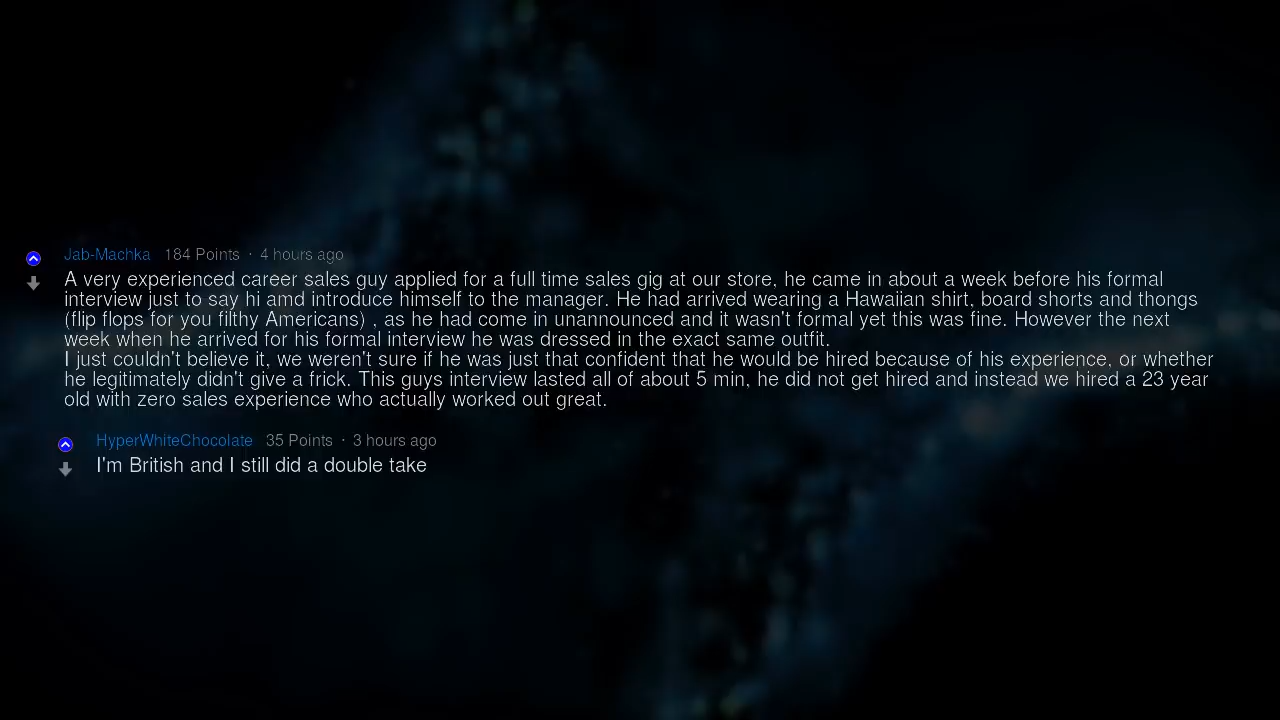 Jab-Machka 184 Points · 4 hours ago
A very experienced career sales guy applied for a full time sales gig at our store, he came in about a week before his formal
interview just to say hi amd introduce himself to the manager. He had arrived wearing a Hawaiian shirt, board shorts and thongs
(flip flops for you filthy Americans) , as he had come in unannounced and it wasn't formal yet this was fine. However the next
week when he arrived for his formal interview he was dressed in the exact same outfit.
I just couldn't believe it, we weren't sure if he was just that confident that he would be hired because of his experience, or whether
he legitimately didn't give a frick. This guys interview lasted all of about 5 min, he did not get hired and instead we hired a 23 year
old with zero sales experience who actually worked out great.
HyperWhiteChocolate 35 Points · 3 hours ago
I'm British and I still did a double take